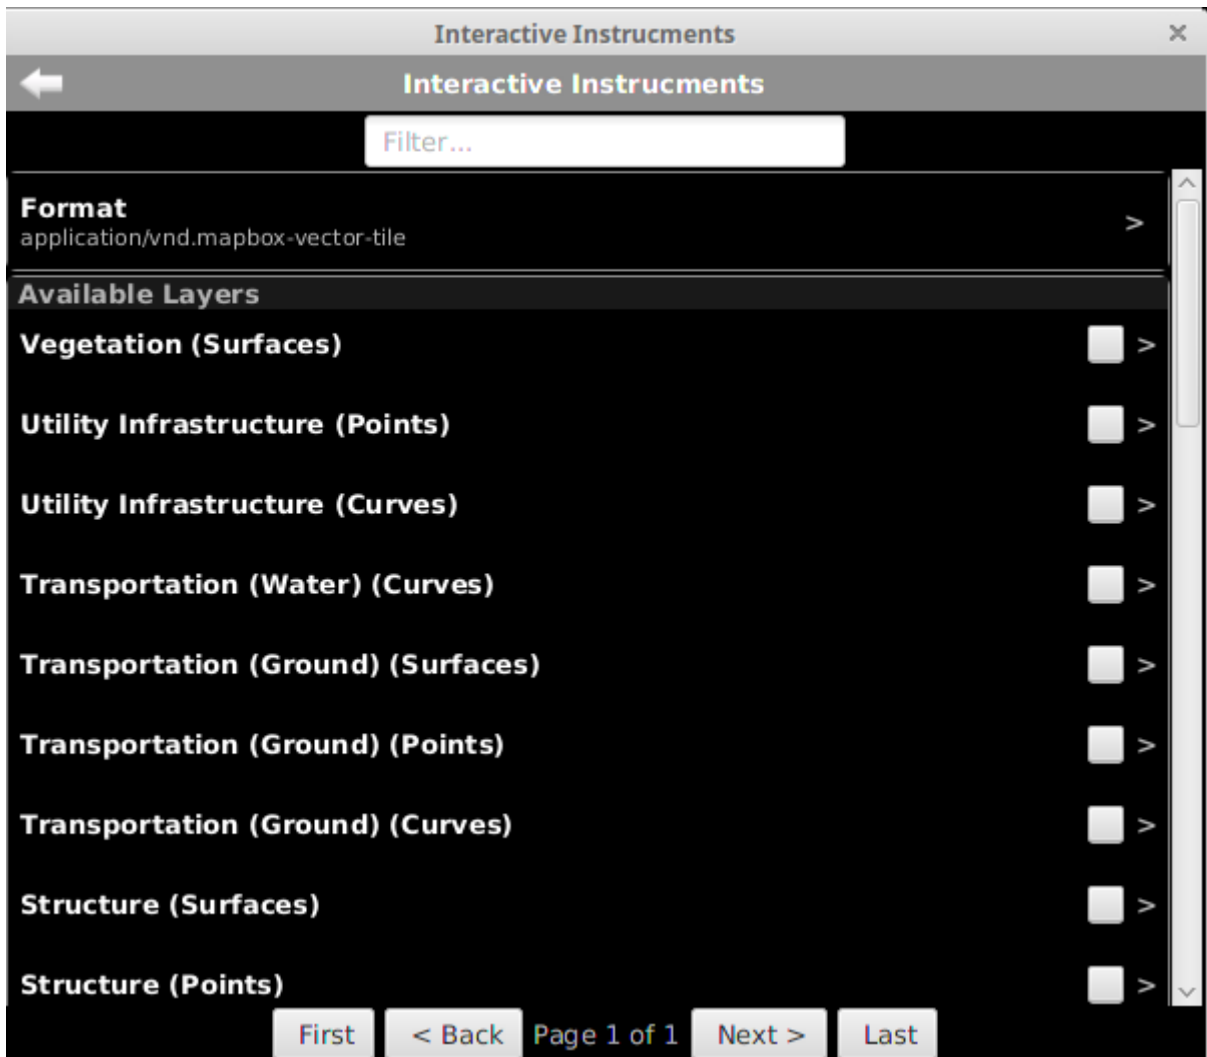 Interactive Instrucments
Interactive Instrucments
Filter...
Format
>
application/vnd.mapbox-vector-tile
Available Layers
Vegetation (Surfaces) >
Utility Infrastructure (Points) >
Utility Infrastructure (Curves) >
Transportation (Water) (Curves) >
Transportation (Ground) (Surfaces) >
Transportation (Ground) (Points) >
Transportation (Ground) (Curves) >
Structure (Surfaces) >
Structure (Points) >
First < Back Page 1 of 1 Next > Last